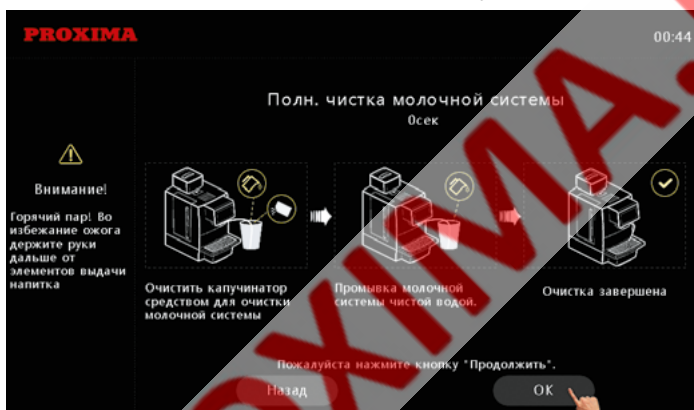 PROXIMA
00:44
Полн. чистка молочной системы
0сек
Внимание!
Горячий пар! Во
избежание ожога
держите руки
дальше от
элементов выдачи
напитка
Очистить капучинатор
средством для очистки
молочной системы
Промывка молочной
системы чистой водой.
Очистка завершена
Пожалуйста нажмите кнопку "Продолжить".
Назад
OK
OXIMA.